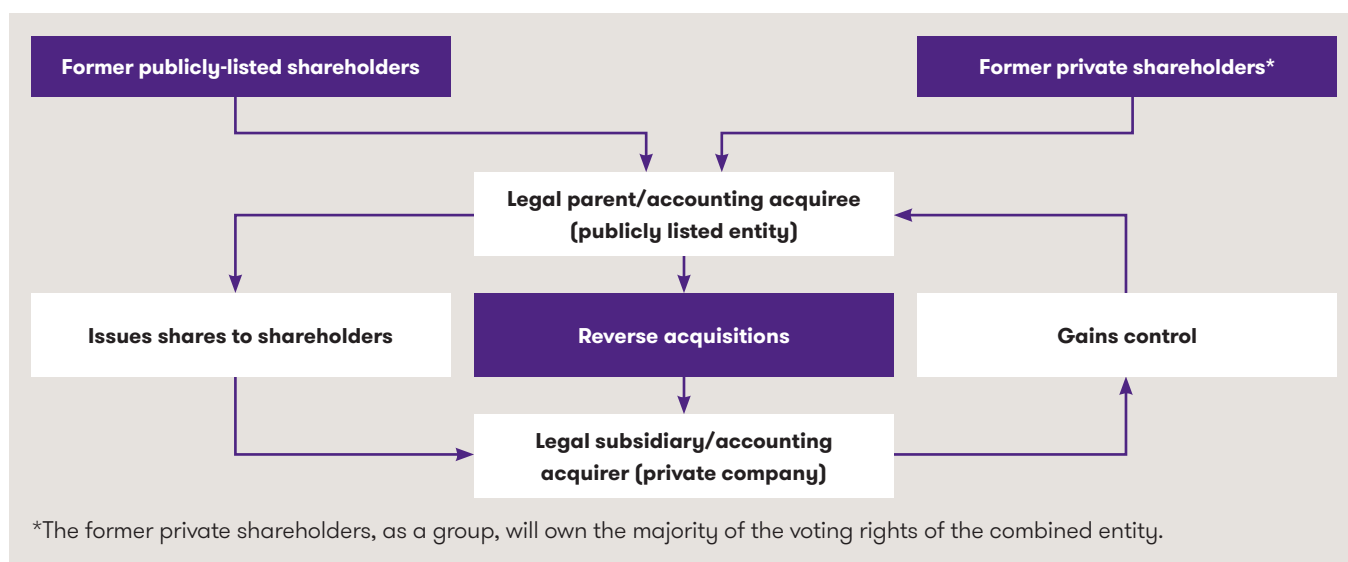 Former publicly-listed shareholders
Former private shareholders*
Legal parent/accounting acquiree
(publicly listed entity)
Issues shares to shareholders
Reverse acquisitions
Gains control
Legal subsidiary/accounting
acquirer (private company)
*The former private shareholders, as a group, will own the majority of the voting rights of the combined entity.